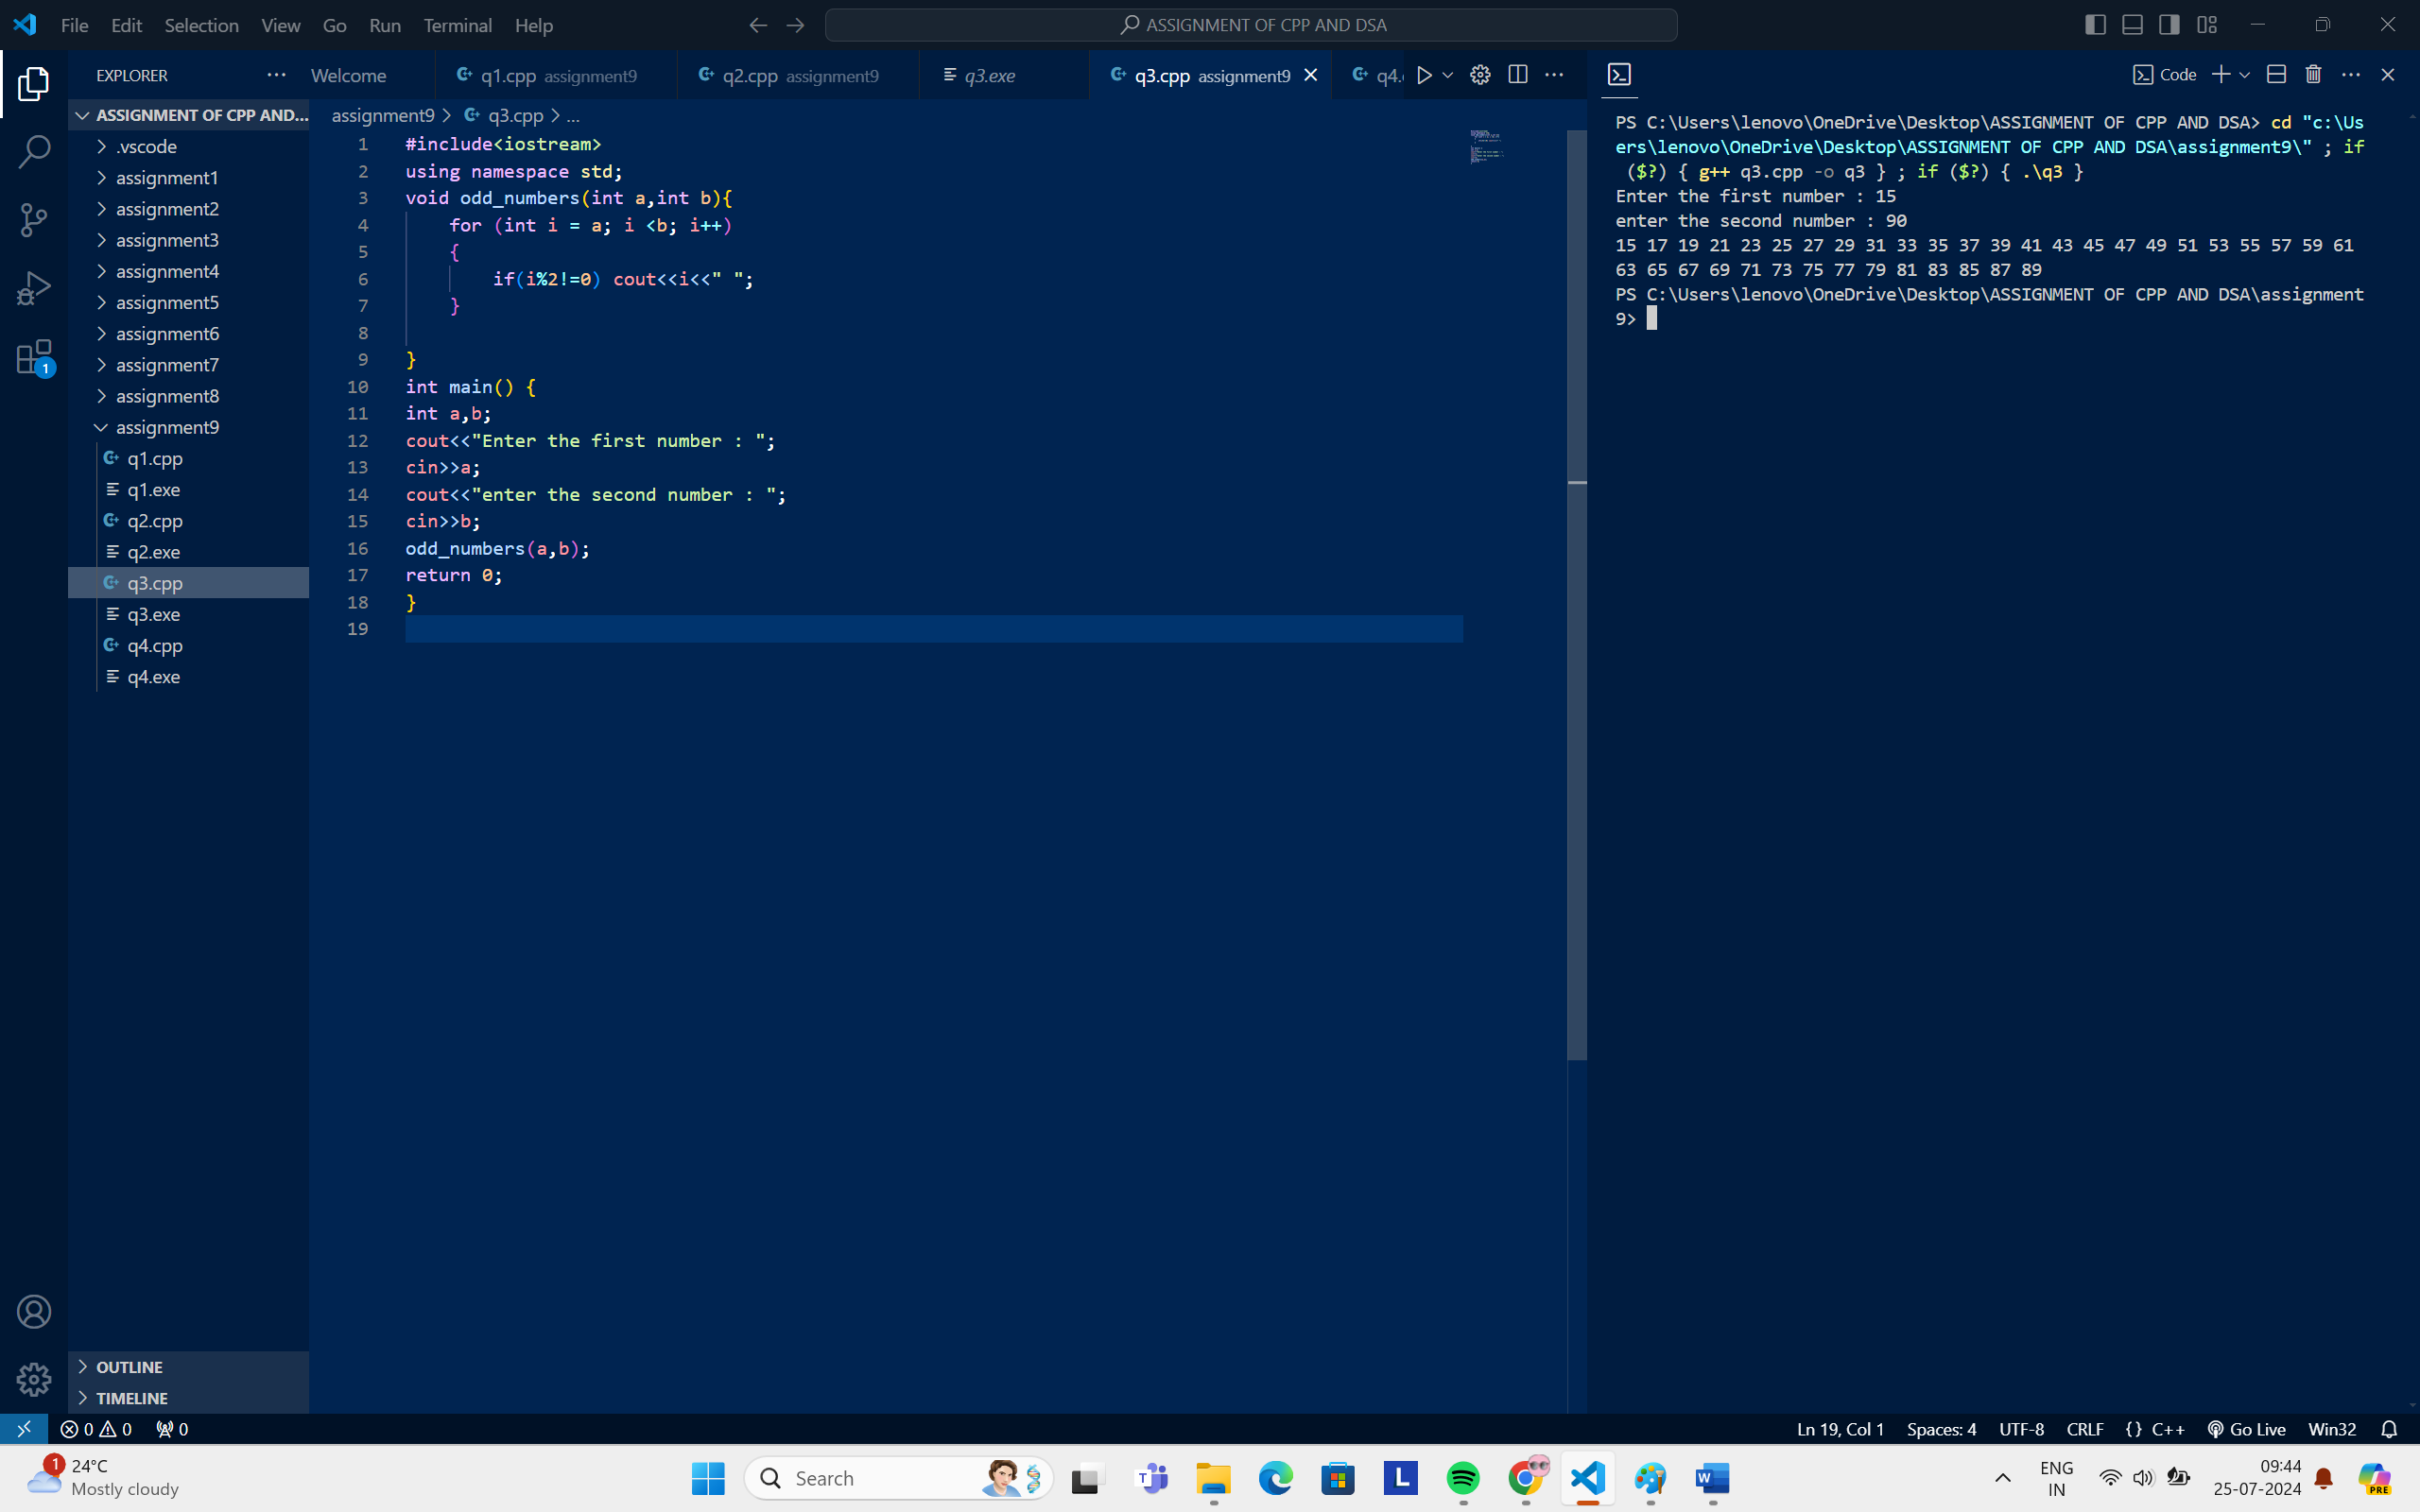 File Edit Selection View Go Run Terminal Help
ASSIGNMENT OF CPP AND DSA
EXPLORER
Welcome
q1.cpp assignment9
q2.cpp assignment9
q3.exe
q3.cpp assignment9
q4.
Code
ASSIGNMENT OF CPP AND...
.vscode
assignment1
assignment2
assignment3
assignment4
assignment5
assignment6
assignment7
assignment8
assignment9
q1.cpp
q1.exe
q2.cpp
q2.exe
q3.cpp
q3.exe
q4.cpp
q4.exe
OUTLINE
TIMELINE
1
assignment9 > q3.cpp > ...
1 #include<iostream>
2 using namespace std;
3 void odd_numbers(int a,int b){
4 for (int i = a; i <b; i++)
5 {
6 if(i%2!=0) cout<<i<<" ";
7 }
8
9 }
10 int main() {
11 int a,b;
12 cout<<"Enter the first number : ";
13 cin>>a;
14 cout<<"enter the second number : ";
15 cin>>b;
16 odd_numbers(a,b);
17 return 0;
18 }
19
PS C:\Users\lenovo\OneDrive\Desktop\ASSIGNMENT OF CPP AND DSA> cd "c:\Us
ers\lenovo\OneDrive\Desktop\ASSIGNMENT OF CPP AND DSA\assignment9\" ; if
($?) { g++ q3.cpp -o q3 } ; if ($?) { .\q3 }
Enter the first number : 15
enter the second number : 90
15 17 19 21 23 25 27 29 31 33 35 37 39 41 43 45 47 49 51 53 55 57 59 61
63 65 67 69 71 73 75 77 79 81 83 85 87 89
PS C:\Users\lenovo\OneDrive\Desktop\ASSIGNMENT OF CPP AND DSA\assignment
9>
0 0 0
Ln 19, Col 1 Spaces: 4 UTF-8 CRLF {} C++ Go Live Win32
1
24°C
Mostly cloudy
Search
T
L
W
ENG
IN
09:44
25-07-2024
PRE